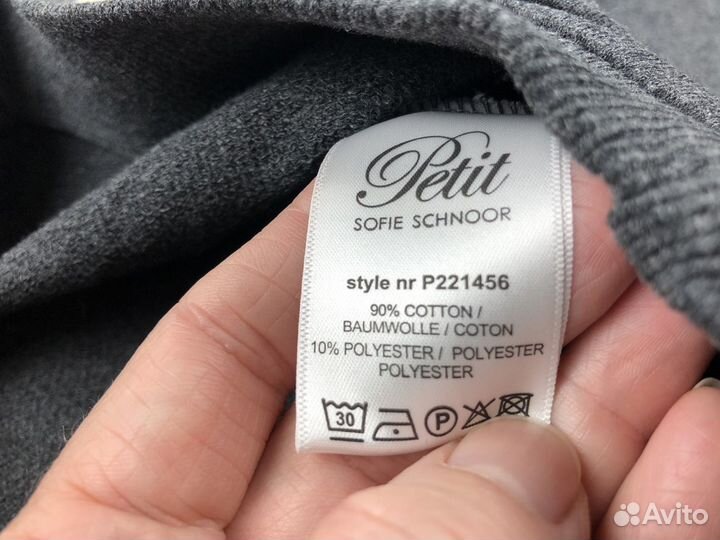 Petit
SOFIE SCHNOOR
style nr P221456
90% COTTON /
BAUMWOLLE / COTON
10% POLYESTER / POLYESTER
POLYESTER
30
P
Avito